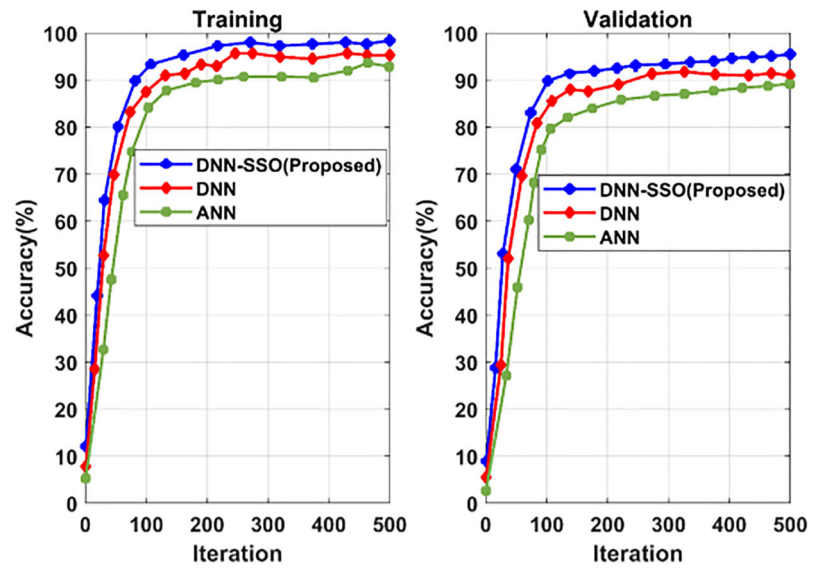 Training
100
90
80
70
60
50
40
30
20
10
0
0 100 200 300 400 500
Accuracy(%)
Iteration
DNN-SSO(Proposed)
DNN
ANN
Validation
100
90
80
70
60
50
40
30
20
10
0
0 100 200 300 400 500
Accuracy(%)
Iteration
DNN-SSO(Proposed)
DNN
ANN